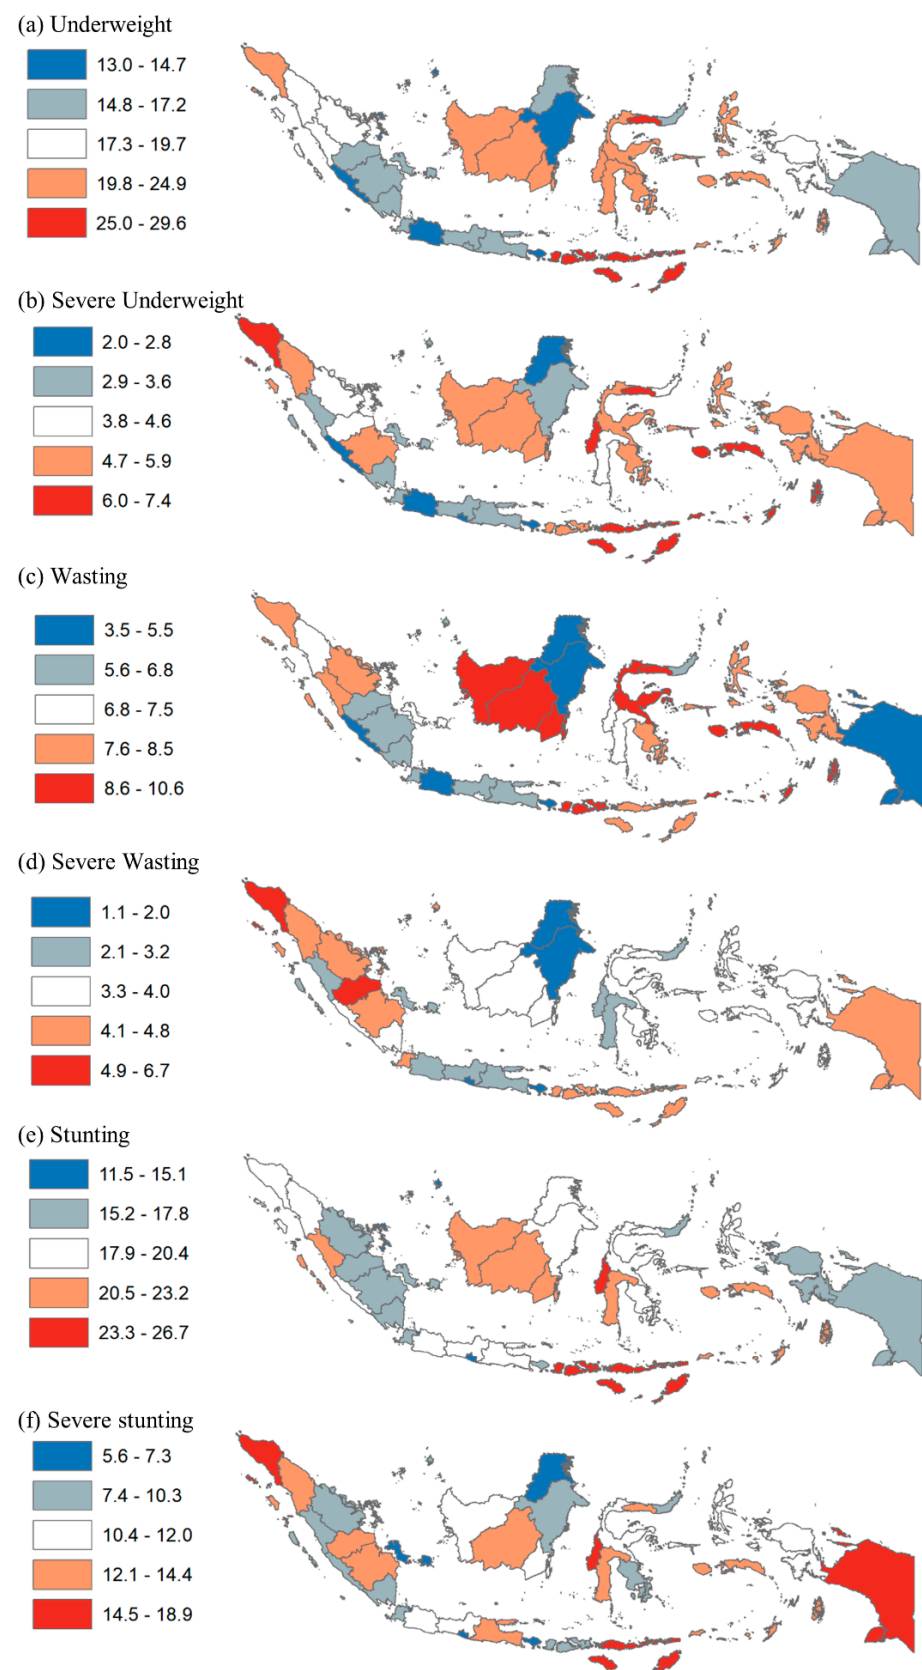 (a) Underweight
13.0 - 14.7
14.8 - 17.2
17.3 - 19.7
19.8 - 24.9
25.0 - 29.6
(b) Severe Underweight
2.0 - 2.8
2.9 - 3.6
3.8 - 4.6
4.7 - 5.9
6.0 - 7.4
(c) Wasting
3.5 - 5.5
5.6 - 6.8
6.8 - 7.5
7.6 - 8.5
8.6 - 10.6
(d) Severe Wasting
1.1 - 2.0
2.1 - 3.2
3.3 - 4.0
4.1 - 4.8
4.9 - 6.7
(e) Stunting
11.5 - 15.1
15.2 - 17.8
17.9 - 20.4
20.5 - 23.2
23.3 - 26.7
(f) Severe stunting
5.6 - 7.3
7.4 - 10.3
10.4 - 12.0
12.1 - 14.4
14.5 - 18.9